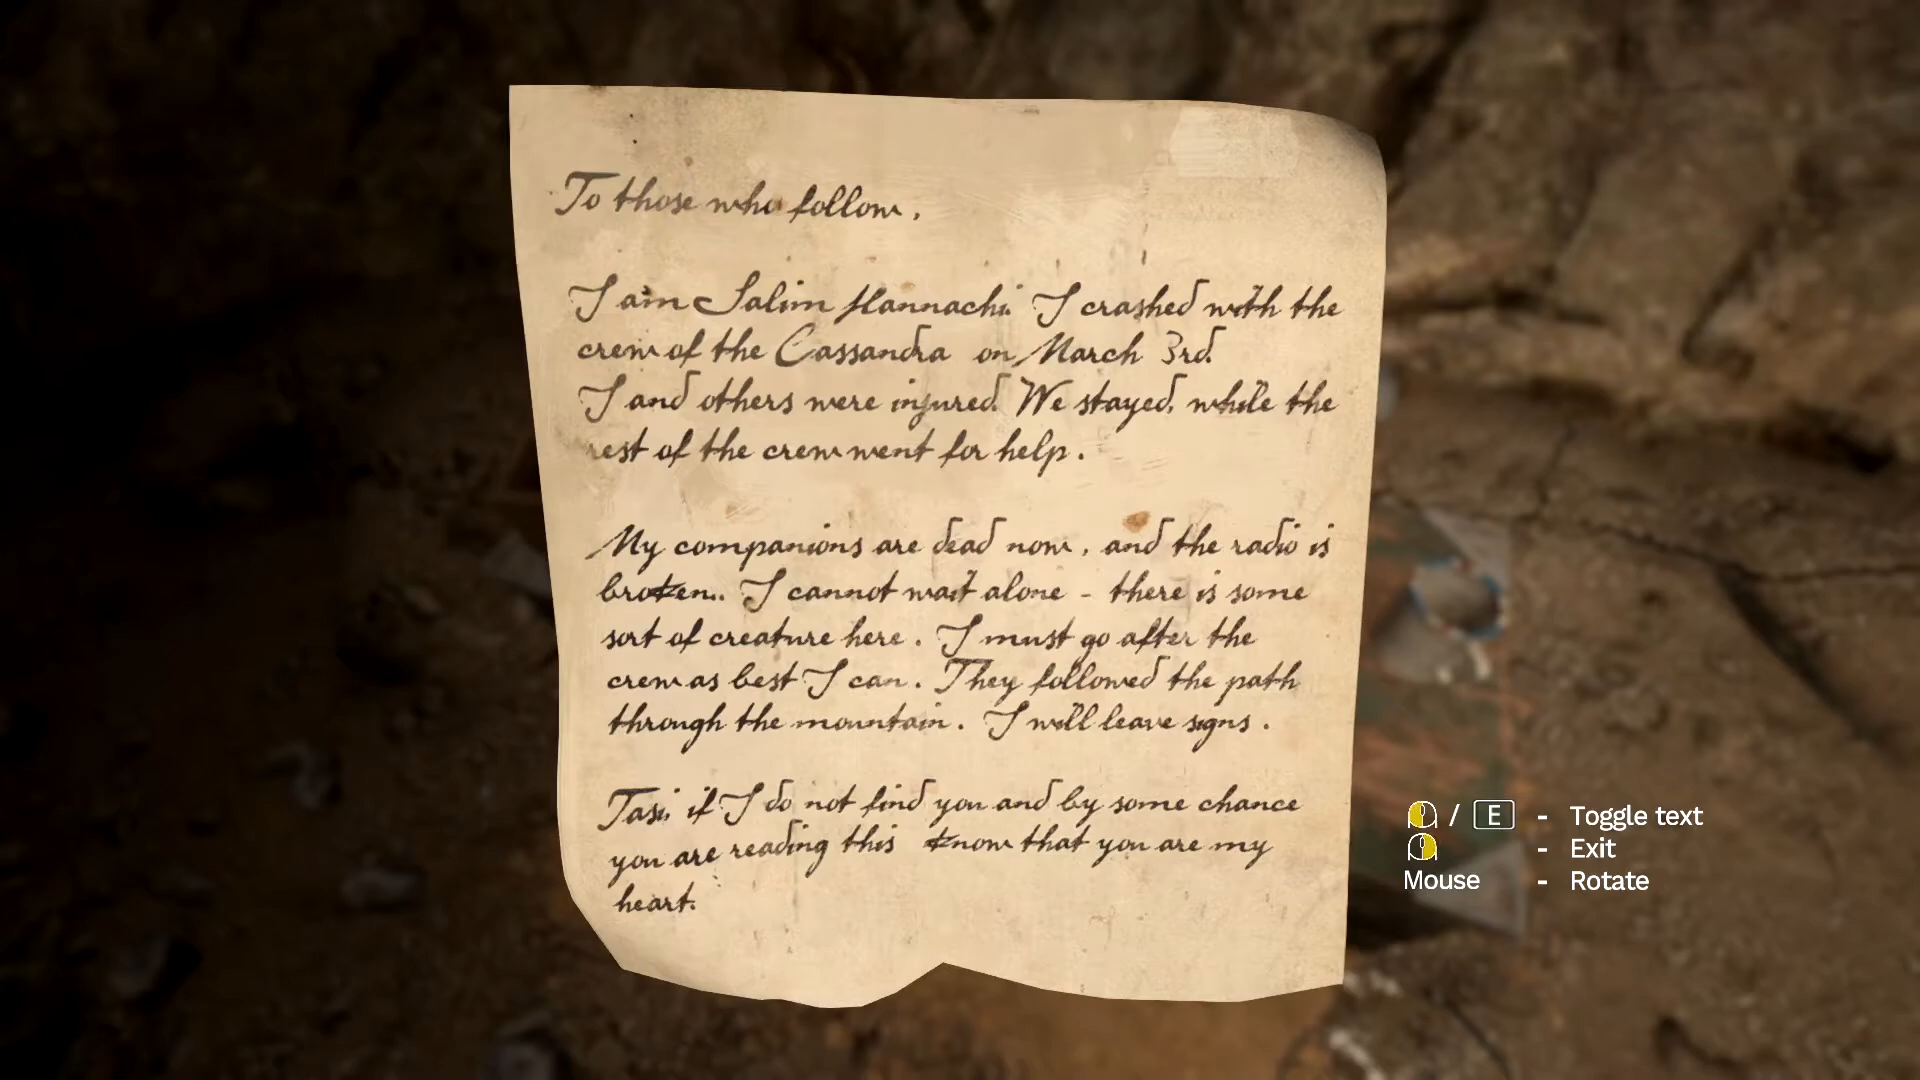 To those who follow,
I am Salim Hannachi. I crashed with the
crew of the Cassandra on March 3rd.
I and others were injured. We stayed, while the
rest of the crew went for help.
My companions are dead now, and the radio is
broken.. I cannot wait alone - there is some
sort of creature here. I must go after the
crew as best I can. They followed the path
through the mountain. I will leave signs.
Tasi, if I do not find you and by some chance
you are reading this know that you are my
heart.
/ E - Toggle text
- Exit
Mouse - Rotate